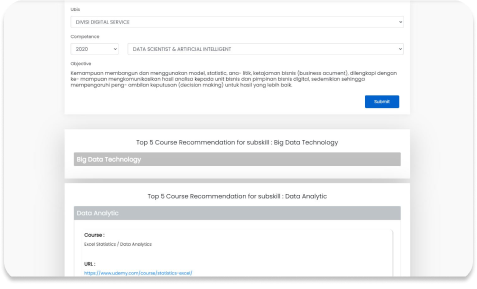 Ubis
DIVISI DIGITAL SERVICE
Competence
2020
DATA SCIENTIST & ARTIFICIAL INTELLIGENT
Objective
Kemampuan membangun dan menggunakan model, statistic, ana- litik, ketajaman bisnis (business acument), dilengkapi dengan
ke- mampuan mengkomunikasikan hasil analisa kepada unit bisnis dan pimpinan bisnis digital, sedemikian sehingga
mempengaruhi peng- ambilan keputusan (decision making) untuk hasil yang lebih baik.
Submit
Top 5 Course Recommendation for subskill : Big Data Technology
Big Data Technology
Top 5 Course Recommendation for subskill : Data Analytic
Data Analytic
Course :
Excel Statistics / Data Analytics
URL :
https://www.udemy.com/course/statistics-excel/